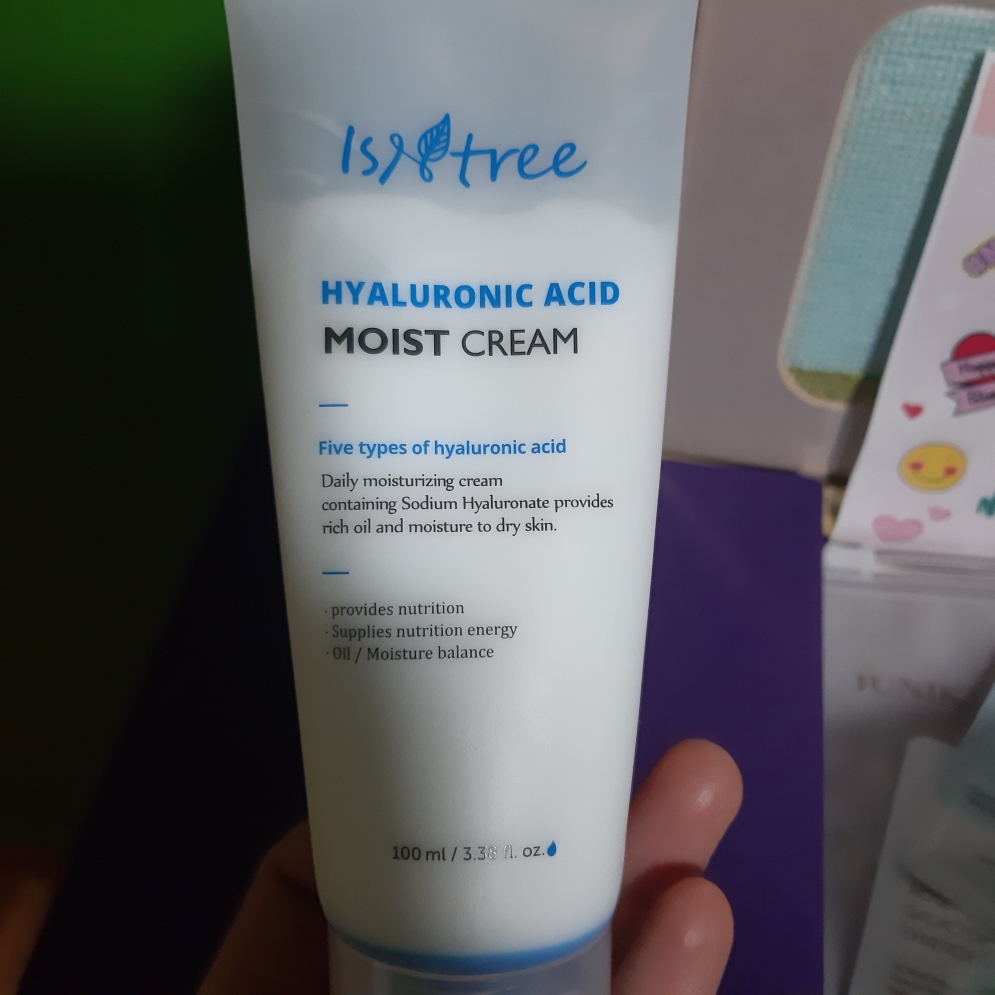 Isntree
HYALURONIC ACID
MOIST CREAM
Five types of hyaluronic acid
Daily moisturizing cream
containing Sodium Hyaluronate provides
rich oil and moisture to dry skin.
· provides nutrition
· Supplies nutrition energy
· Oil / Moisture balance
100 ml / 3.38 fl. oz.